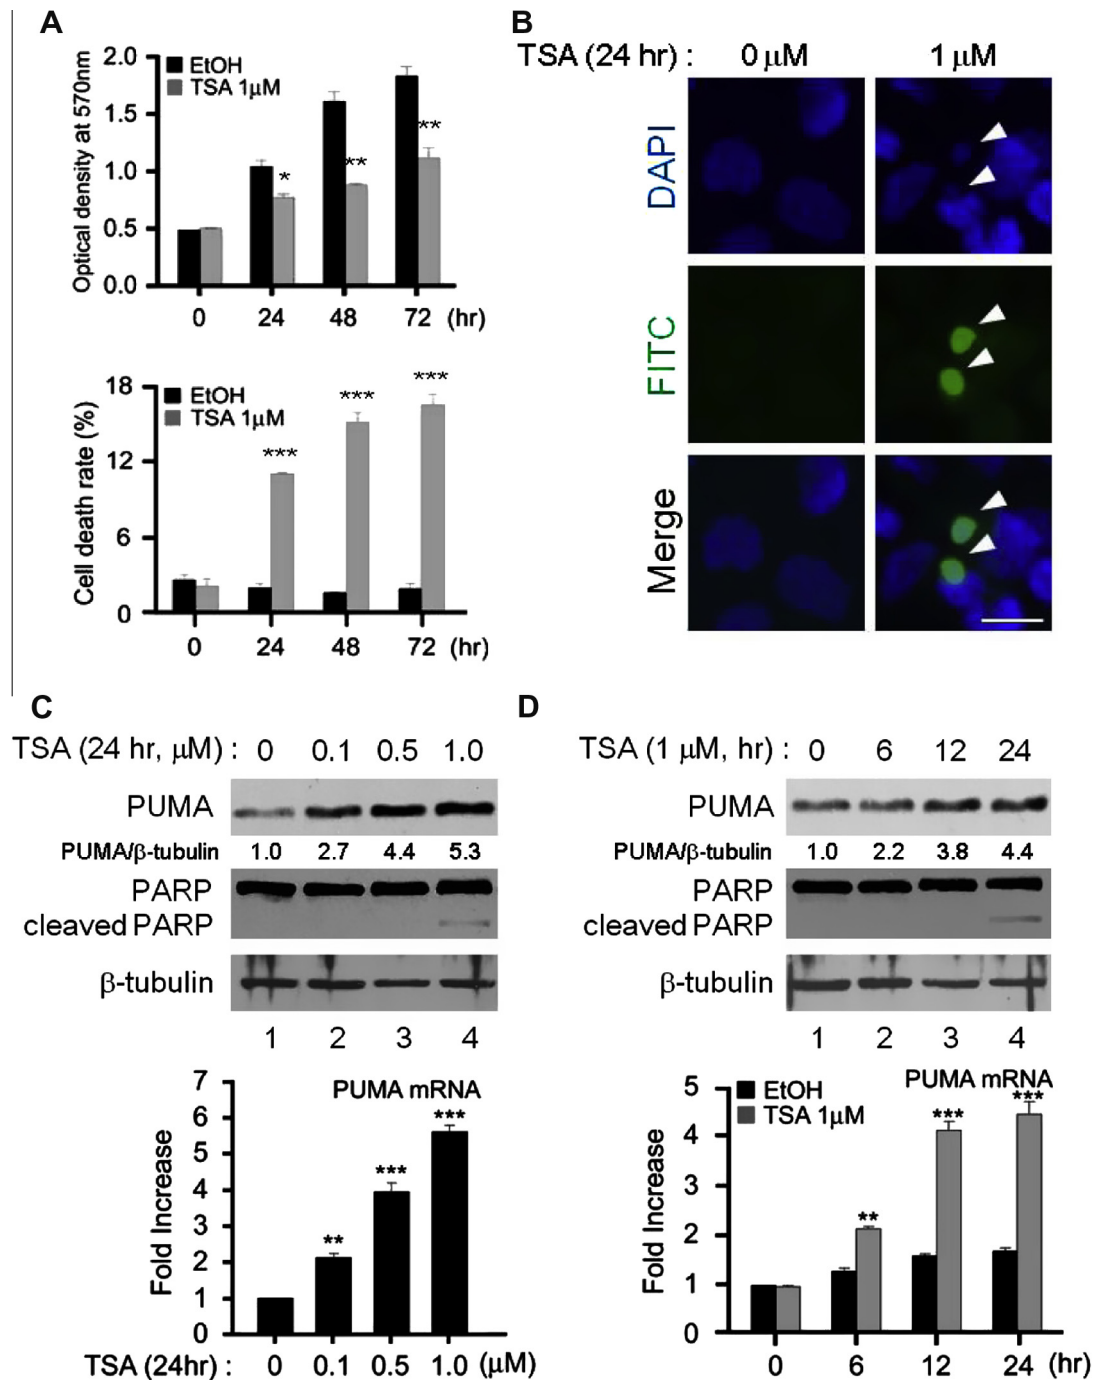 A
Optical density at 570nm
2.0
1.5
1.0
0.5
0.0
EtOH
TSA 1μM
*
**
**
0 24 48 72 (hr)
Cell death rate (%)
18
12
6
0
EtOH
TSA 1μM
***
***
***
0 24 48 72 (hr)
B
TSA (24 hr) : 0 μM 1 μM
DAPI
FITC
Merge
C
TSA (24 hr, μM) : 0 0.1 0.5 1.0
PUMA
PUMA/β-tubulin 1.0 2.7 4.4 5.3
PARP
cleaved PARP
β-tubulin
1 2 3 4
PUMA mRNA
Fold Increase
7
6
5
4
3
2
1
0
**
***
***
TSA (24hr) : 0 0.1 0.5 1.0 (μM)
D
TSA (1 μM, hr) : 0 6 12 24
PUMA
PUMA/β-tubulin 1.0 2.2 3.8 4.4
PARP
cleaved PARP
β-tubulin
1 2 3 4
PUMA mRNA
EtOH
TSA 1μM
Fold Increase
5
4
3
2
1
0
**
***
***
0 6 12 24 (hr)